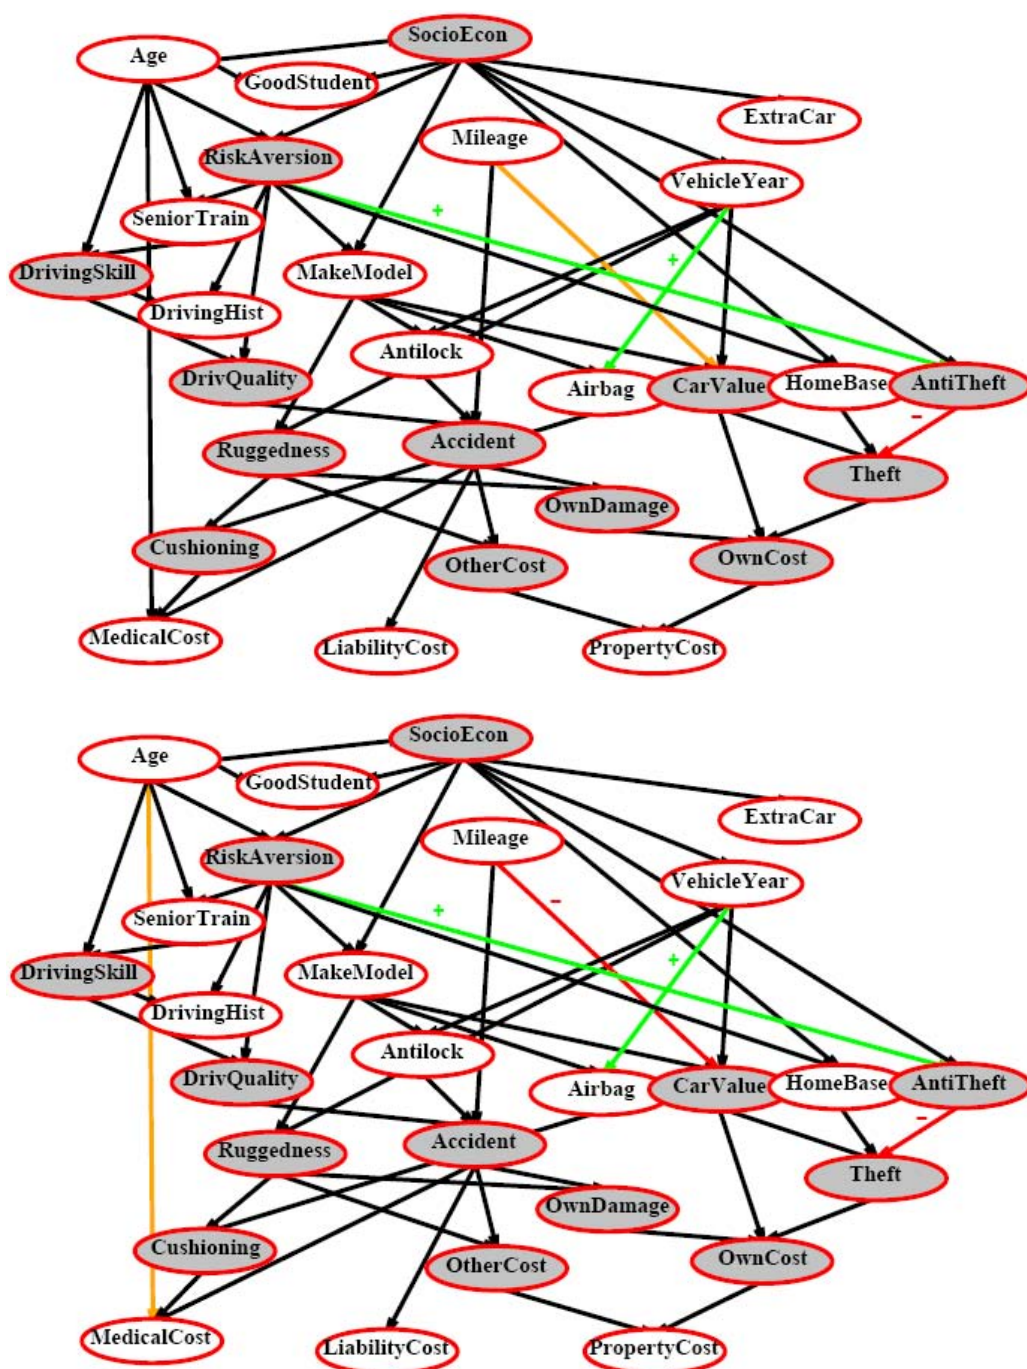 SocioEcon
Age
GoodStudent
ExtraCar
Mileage
RiskAversion
VehicleYear
+
SeniorTrain
+
DrivingSkill
MakeModel
DrivingHist
Antilock
DrivQuality
Airbag
CarValue
HomeBase
AntiTheft
-
Ruggedness
Accident
Theft
OwnDamage
Cushioning
OtherCost
OwnCost
MedicalCost
LiabilityCost
PropertyCost
SocioEcon
Age
GoodStudent
ExtraCar
Mileage
RiskAversion
VehicleYear
-
+
SeniorTrain
+
DrivingSkill
MakeModel
DrivingHist
Antilock
DrivQuality
Airbag
CarValue
HomeBase
AntiTheft
-
Ruggedness
Accident
Theft
OwnDamage
Cushioning
OtherCost
OwnCost
MedicalCost
LiabilityCost
PropertyCost